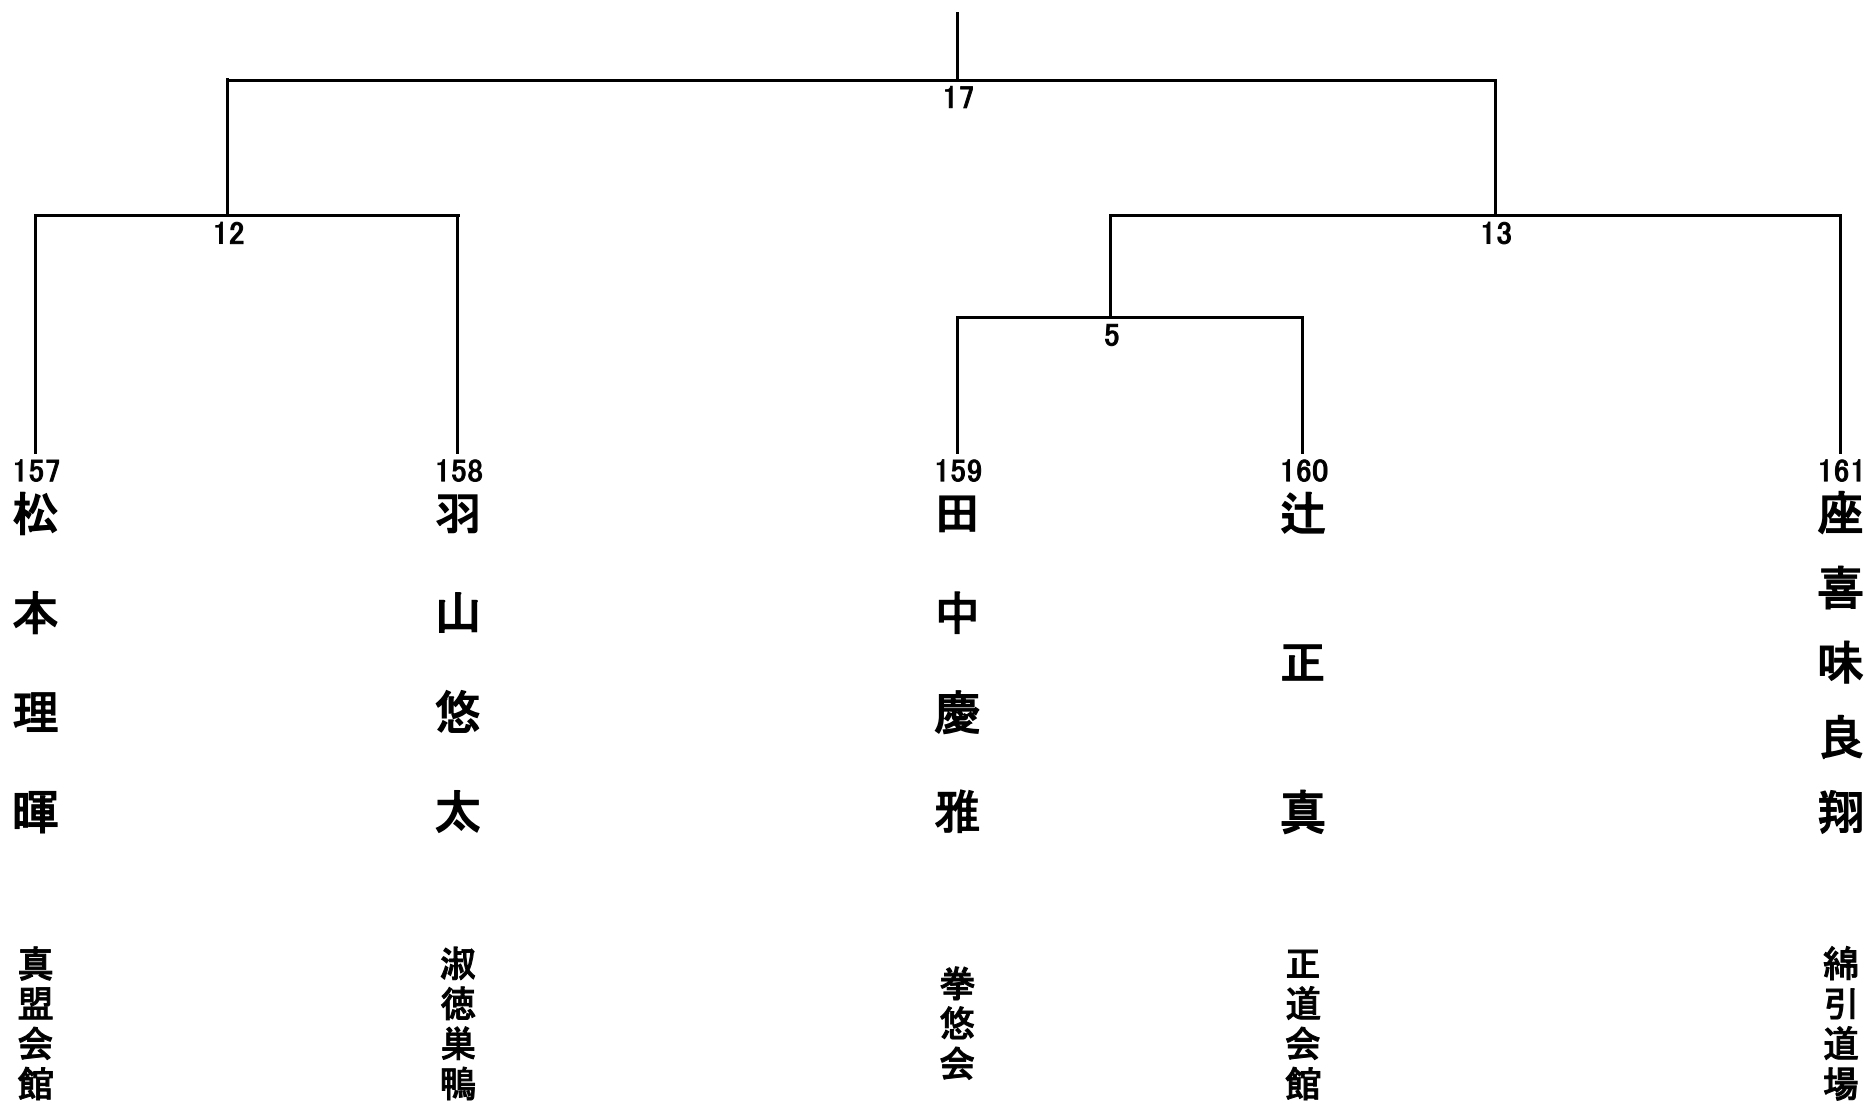 17
12
13
5
157
158
159
160
161
松本理暉
羽山悠太
田中慶雅
辻正真
座喜味良翔
真盟会館
淑徳巣鴨
拳悠会
正道会館
綿引道場